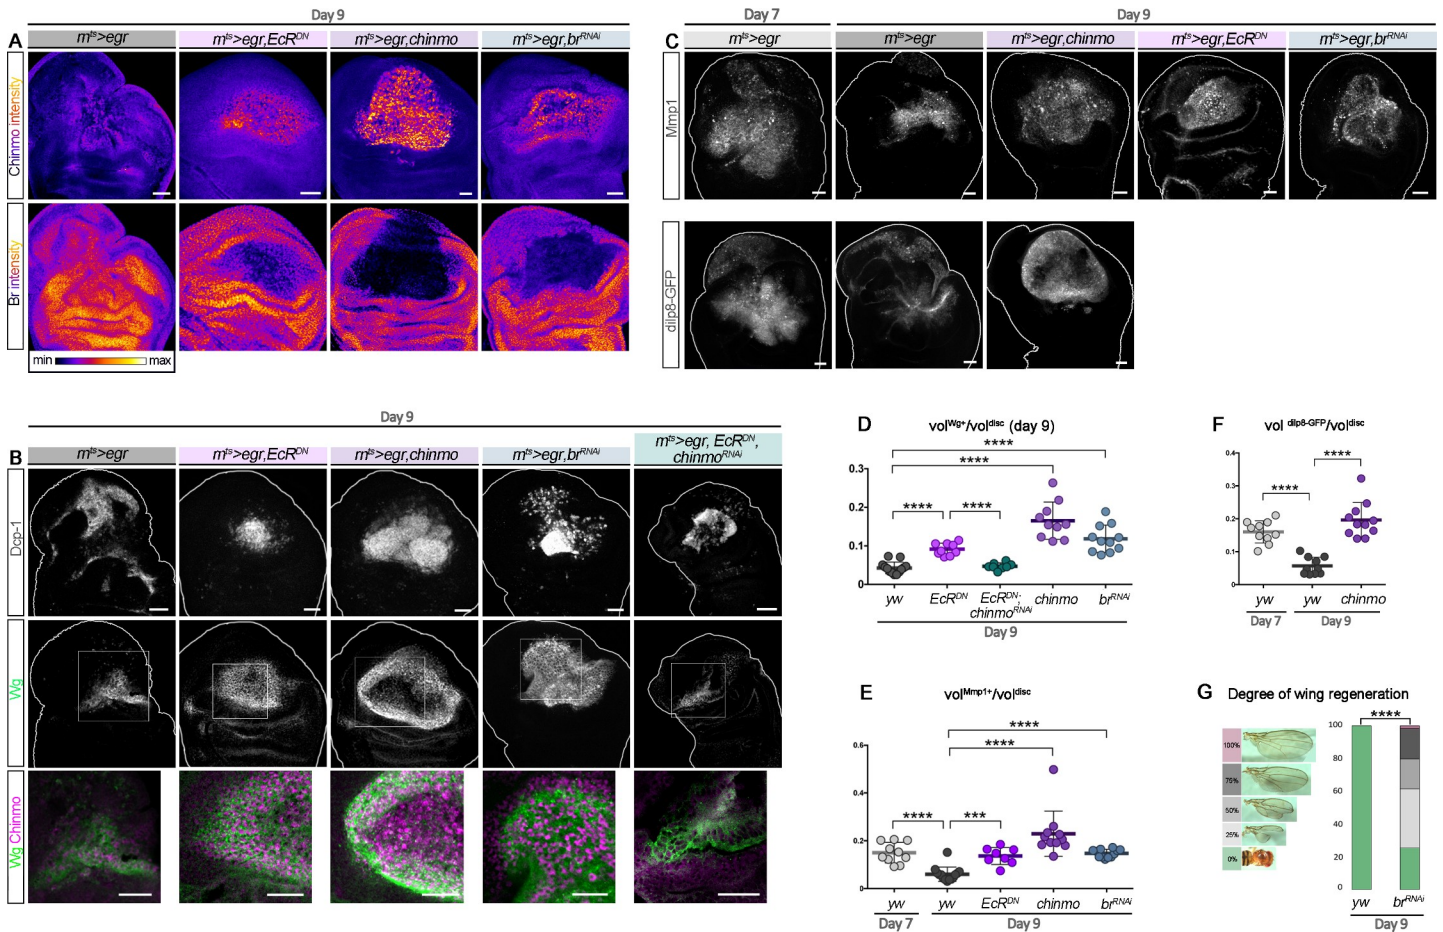 Day 9
A
mts>egr
mts>egr,EcRDN
mts>egr,chinmo
mts>egr,brRNAi
Chinmo intensity
Br intensity
min
max
Day 7
Day 9
C
mts>egr
mts>egr
mts>egr,chinmo
mts>egr,EcRDN
mts>egr,brRNAi
Mmp1
dilp8-GFP
Day 9
B
mts>egr
mts>egr,EcRDN
mts>egr,chinmo
mts>egr,brRNAi
mts>egr, EcRDN,
chinmoRNAi
Dcp-1
Wg
Wg Chinmo
D
volWg+/voldisc (day 9)
****
****
****
****
0.3
0.2
0.1
0
yw
EcRDN
EcRDN;
chinmoRNAi
chinmo
brRNAi
Day 9
E
volMmp1+/voldisc
****
****
****
***
0.6
0.4
0.2
0
yw
yw
EcRDN
chinmo
brRNAi
Day 7
Day 9
F
vol dilp8-GFP/voldisc
****
****
0.4
0.3
0.2
0.1
0
yw
yw
chinmo
Day 7
Day 9
G
Degree of wing regeneration
100%
75%
50%
25%
0%
****
100
80
60
40
20
0
yw
brRNAi
Day 9